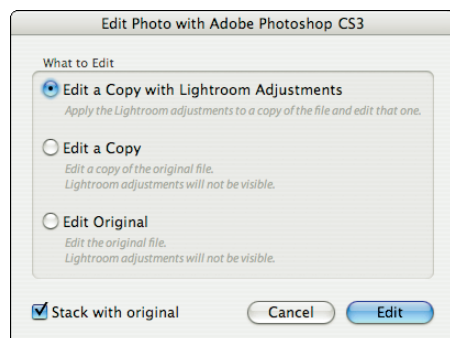 Edit Photo with Adobe Photoshop CS3
What to Edit
Edit a Copy with Lightroom Adjustments
Apply the Lightroom adjustments to a copy of the file and edit that one.
Edit a Copy
Edit a copy of the original file.
Lightroom adjustments will not be visible.
Edit Original
Edit the original file.
Lightroom adjustments will not be visible.
Stack with original Cancel Edit